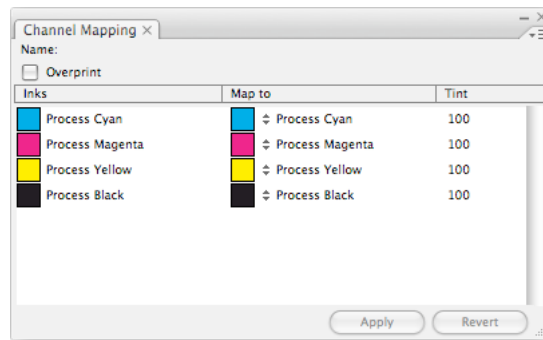 Channel Mapping ×
Name:
Overprint
Inks Map to Tint
Process Cyan Process Cyan 100
Process Magenta Process Magenta 100
Process Yellow Process Yellow 100
Process Black Process Black 100
Apply Revert